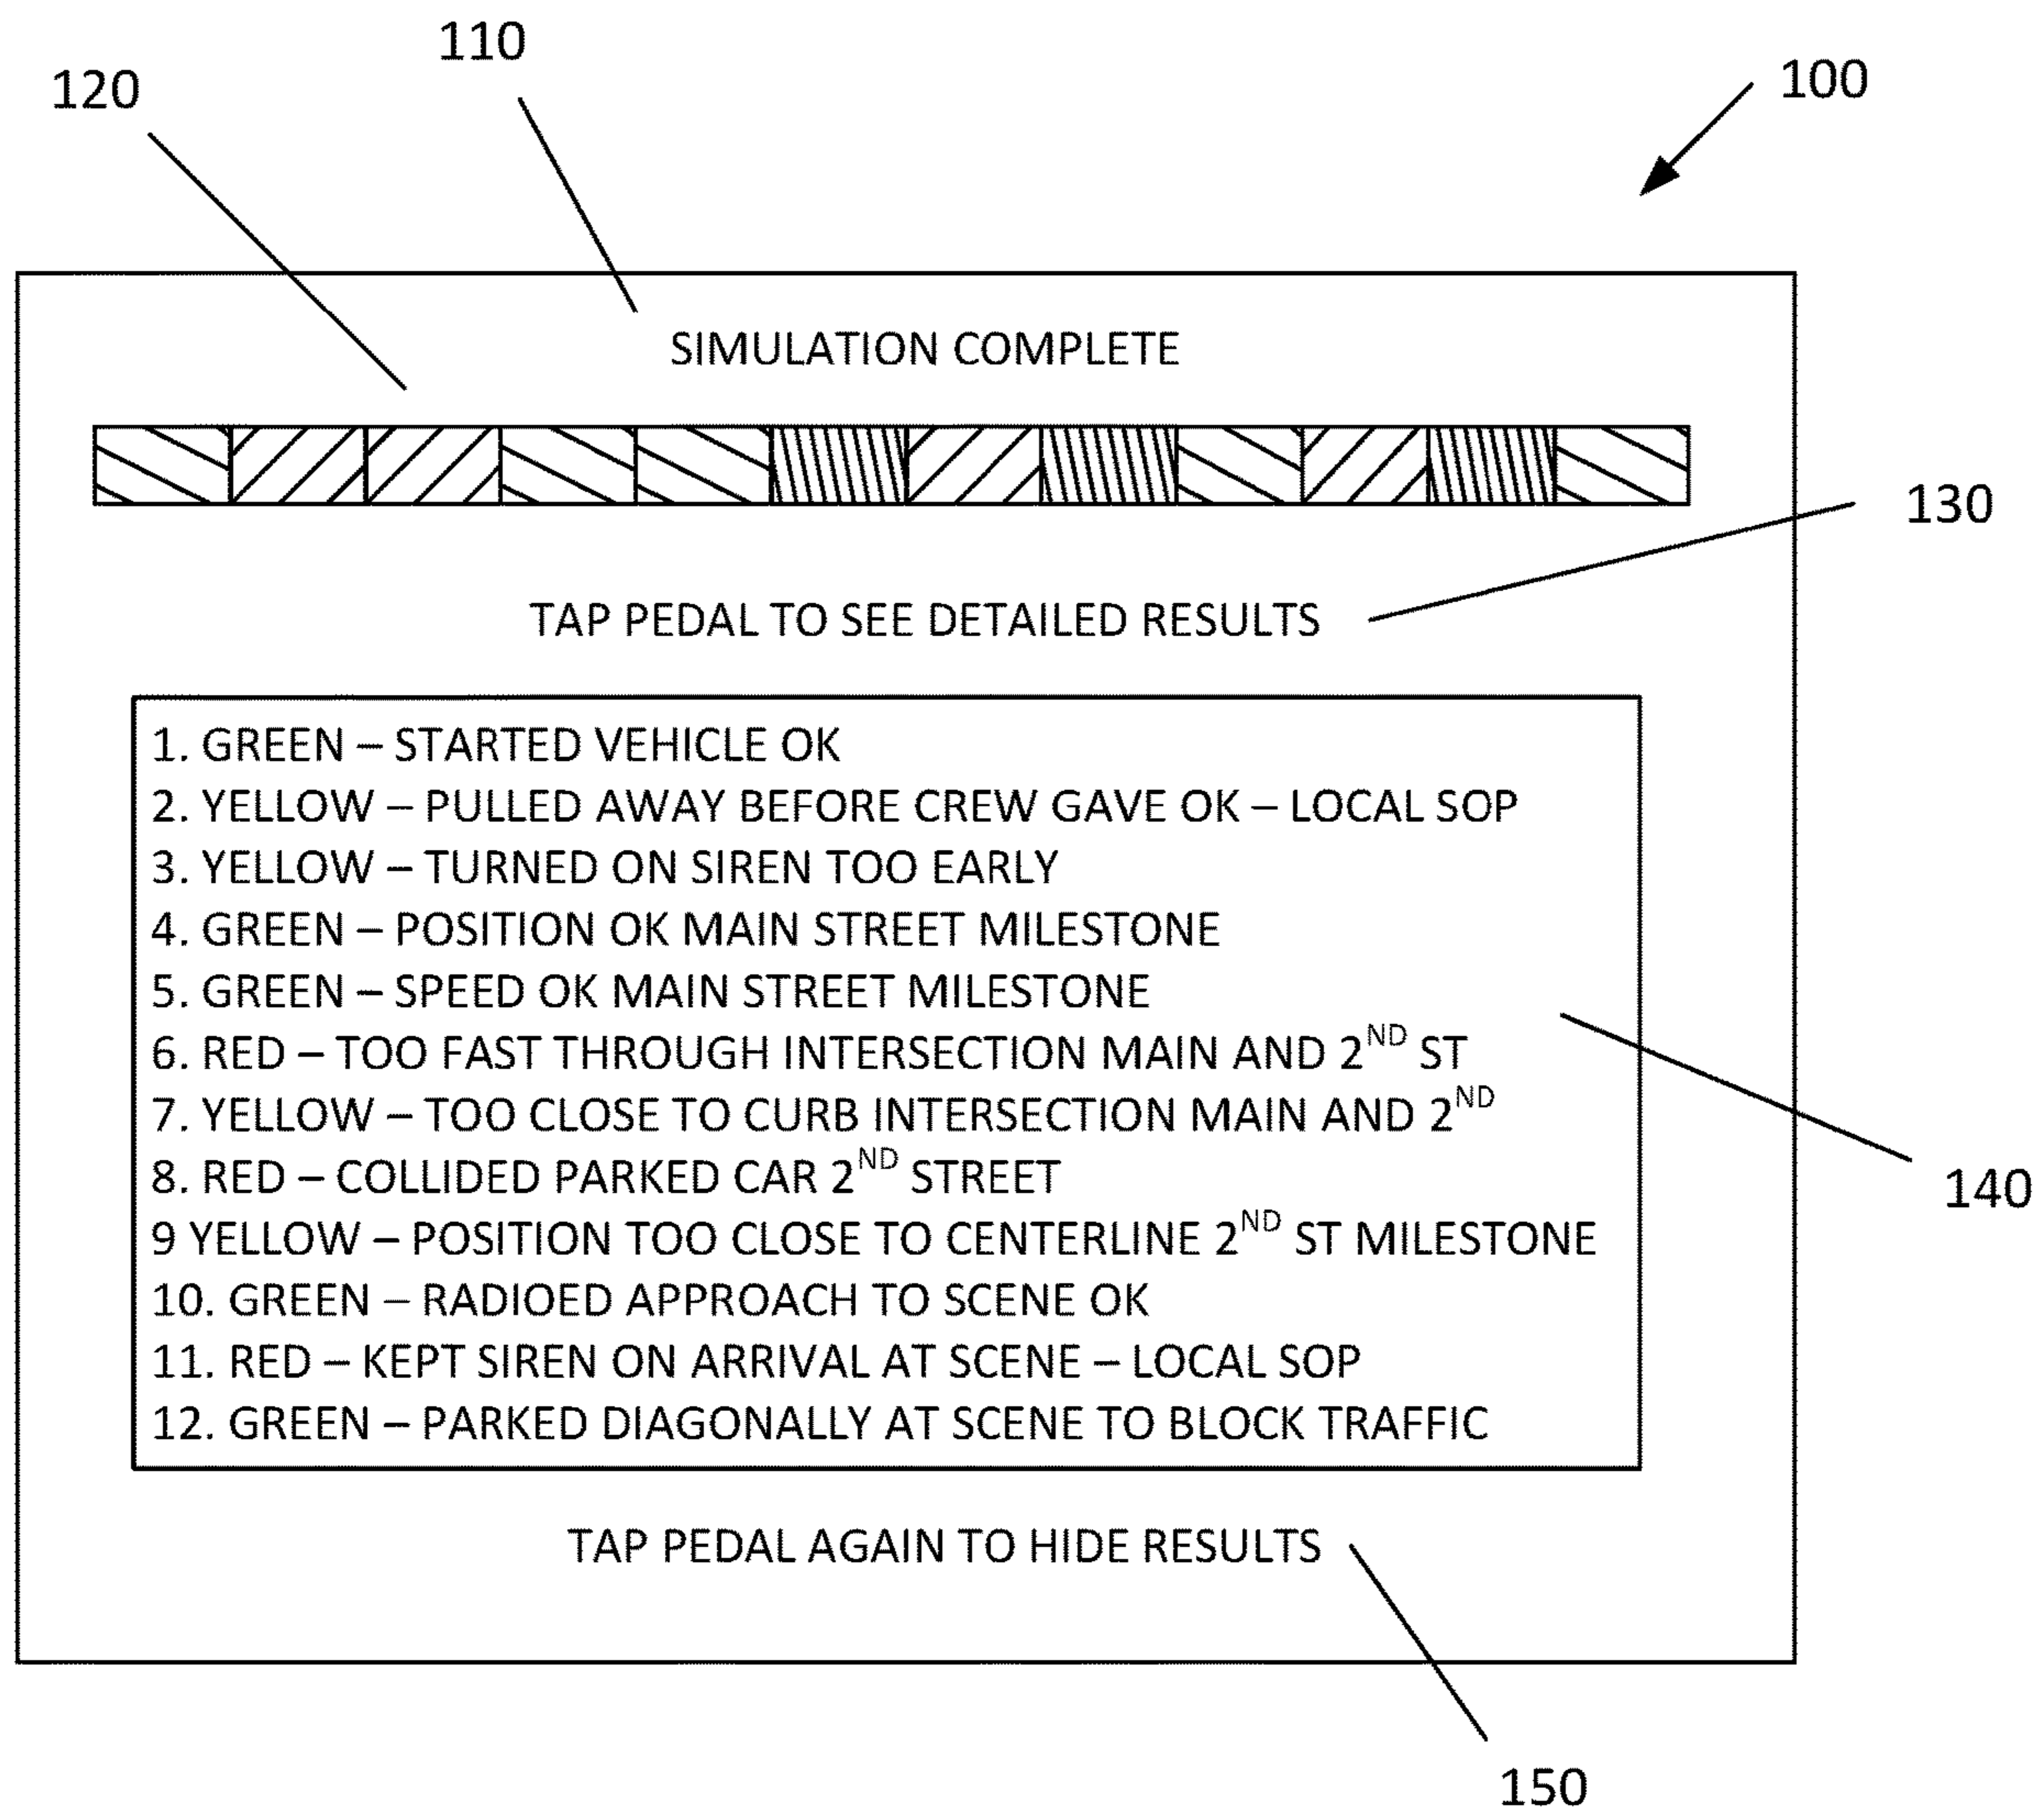 110
120
100
SIMULATION COMPLETE
130
TAP PEDAL TO SEE DETAILED RESULTS
1. GREEN – STARTED VEHICLE OK
2. YELLOW – PULLED AWAY BEFORE CREW GAVE OK – LOCAL SOP
3. YELLOW – TURNED ON SIREN TOO EARLY
4. GREEN – POSITION OK MAIN STREET MILESTONE
5. GREEN – SPEED OK MAIN STREET MILESTONE
6. RED – TOO FAST THROUGH INTERSECTION MAIN AND 2ND ST
7. YELLOW – TOO CLOSE TO CURB INTERSECTION MAIN AND 2ND
8. RED – COLLIDED PARKED CAR 2ND STREET
140
9 YELLOW – POSITION TOO CLOSE TO CENTERLINE 2ND ST MILESTONE
10. GREEN – RADIOED APPROACH TO SCENE OK
11. RED – KEPT SIREN ON ARRIVAL AT SCENE – LOCAL SOP
12. GREEN – PARKED DIAGONALLY AT SCENE TO BLOCK TRAFFIC
TAP PEDAL AGAIN TO HIDE RESULTS
150